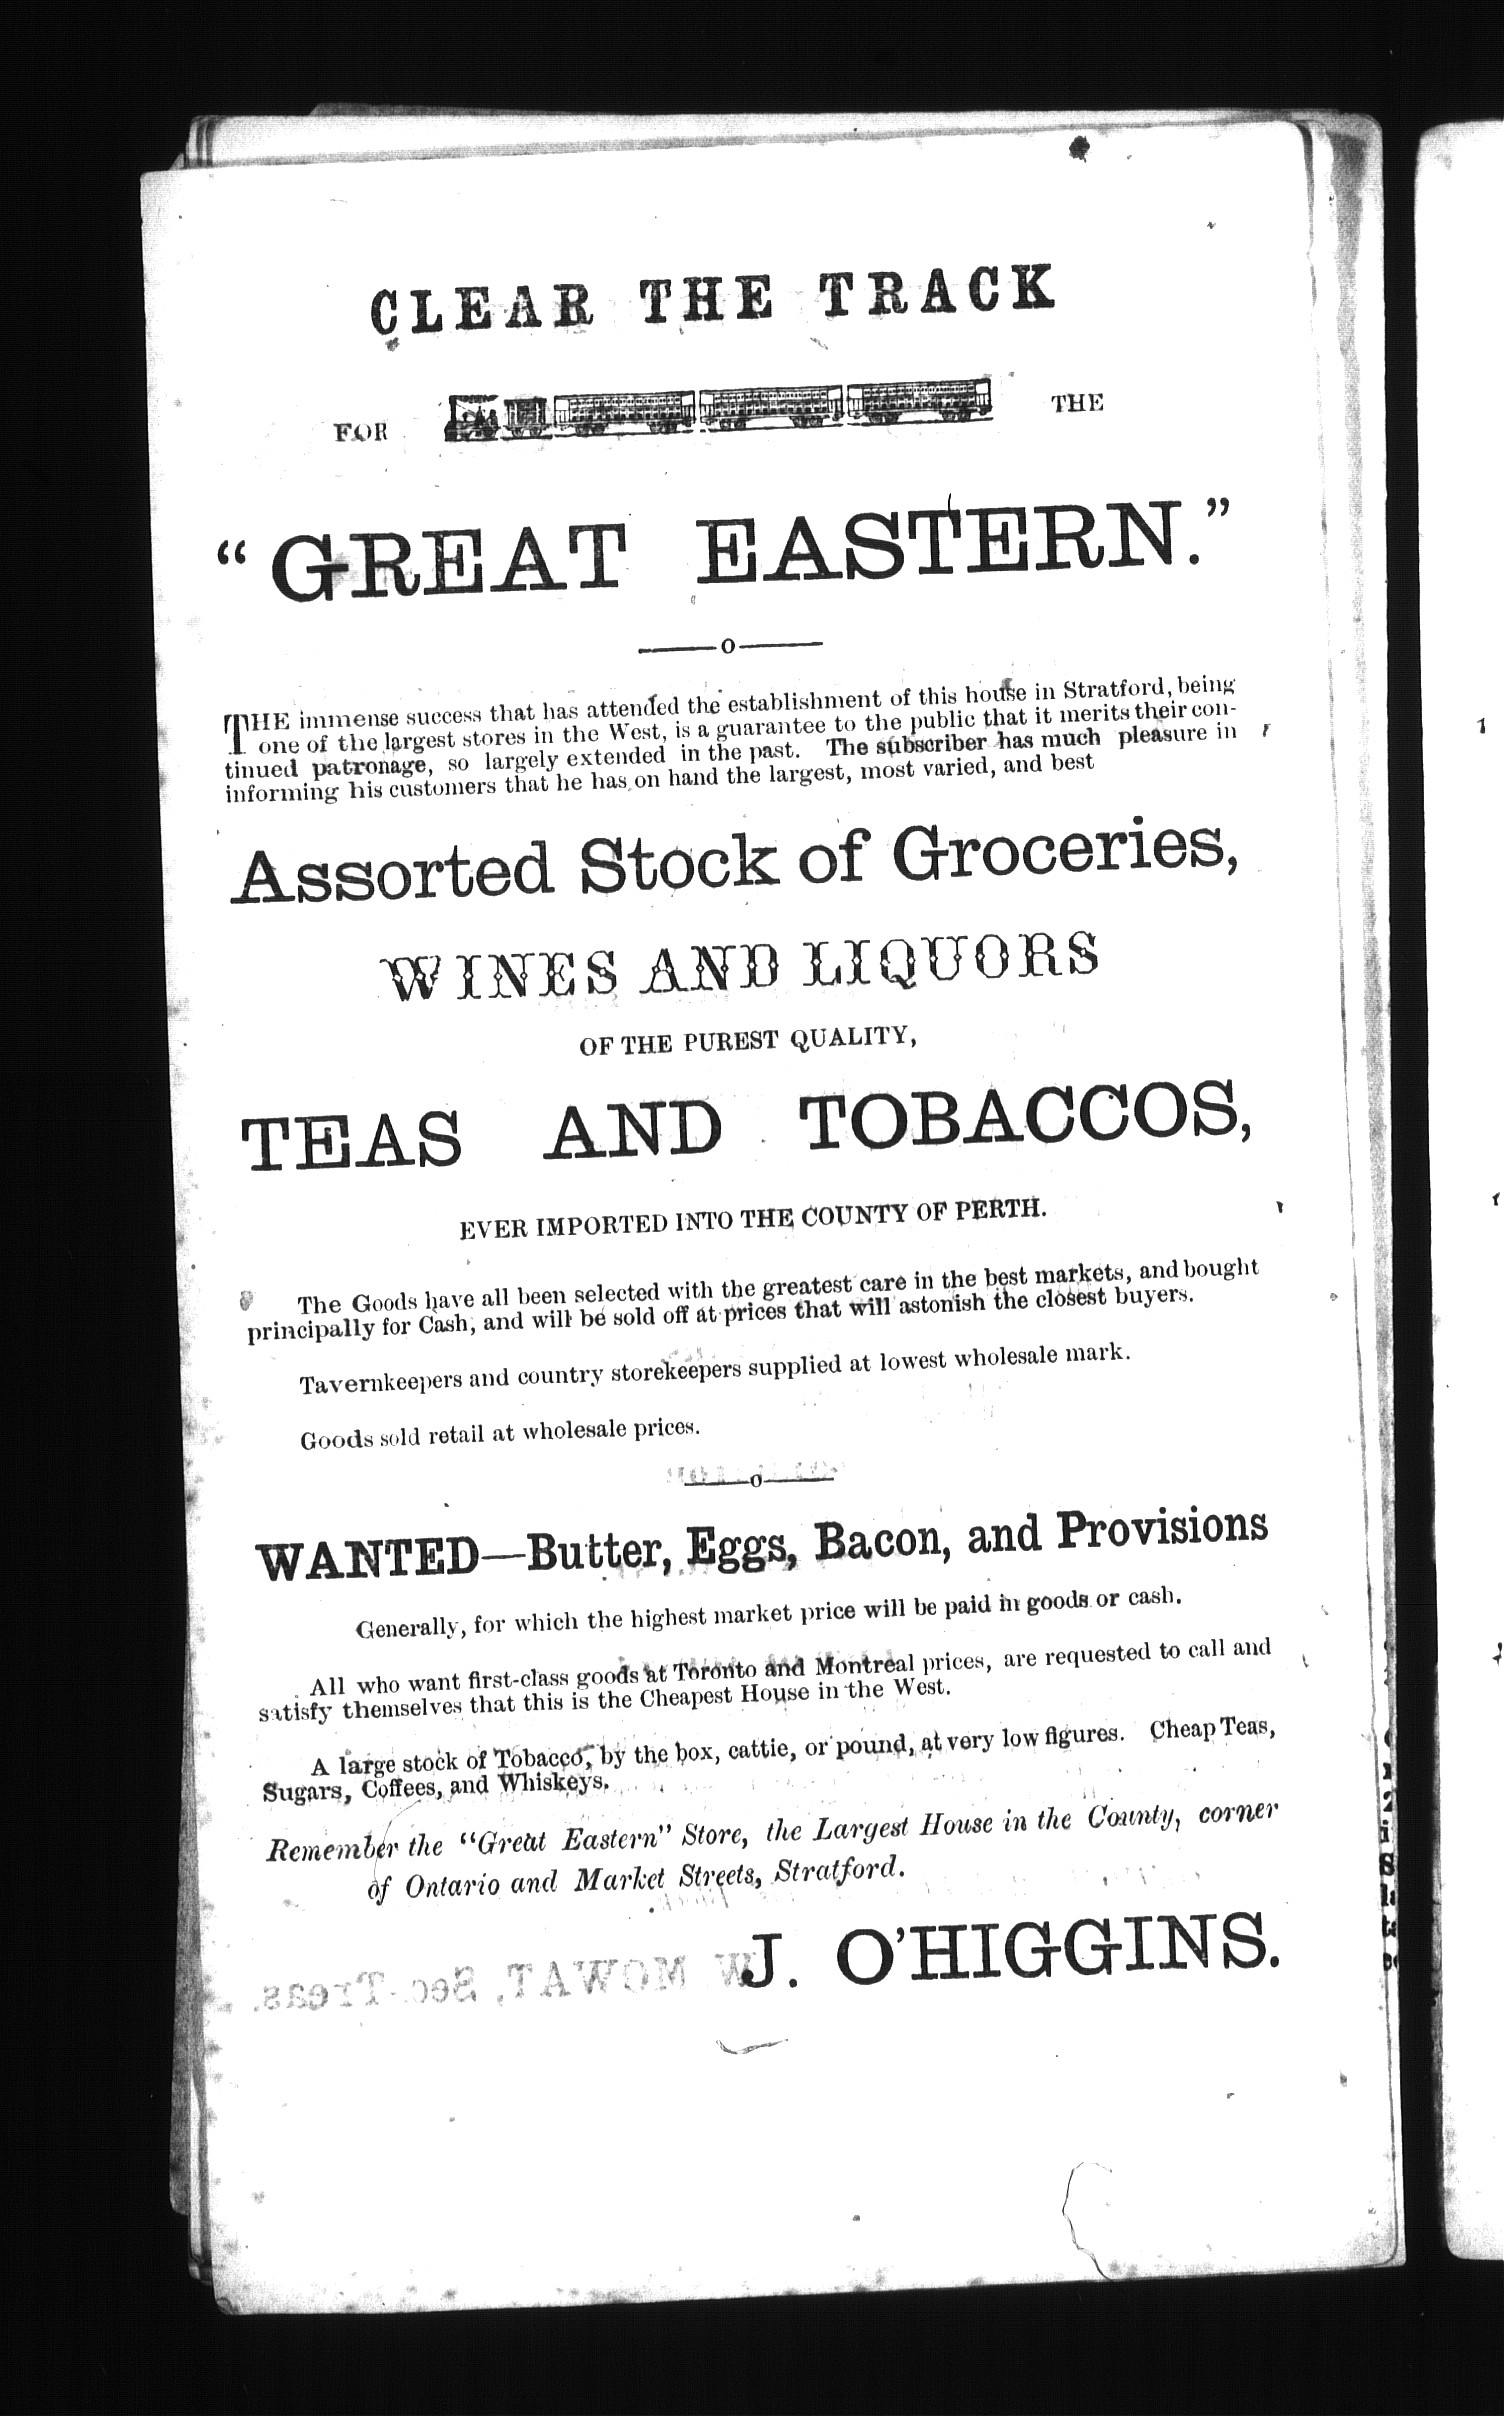 CLEAR THE TRACK
FOR THE
“GREAT EASTERN.”
—o—
THE immense success that has attended the establishment of this house in Stratford, being
one of the largest stores in the West, is a guarantee to the public that it merits their con-
tinued patronage, so largely extended in the past. The subscriber has much pleasure in
informing his customers that he has on hand the largest, most varied, and best
Assorted Stock of Groceries,
WINES AND LIQUORS
OF THE PUREST QUALITY,
TEAS AND TOBACCOS,
EVER IMPORTED INTO THE COUNTY OF PERTH.
The Goods have all been selected with the greatest care in the best markets, and bought
principally for Cash, and will be sold off at prices that will astonish the closest buyers.
Tavernkeepers and country storekeepers supplied at lowest wholesale mark.
Goods sold retail at wholesale prices.
—o—
WANTED—Butter, Eggs, Bacon, and Provisions
Generally, for which the highest market price will be paid in goods or cash.
All who want first-class goods at Toronto and Montreal prices, are requested to call and
satisfy themselves that this is the Cheapest House in the West.
A large stock of Tobacco, by the box, cattie, or pound, at very low figures. Cheap Teas,
Sugars, Coffees, and Whiskeys.
Remember the “Great Eastern” Store, the Largest House in the County, corner
of Ontario and Market Streets, Stratford.
J. O’HIGGINS.
W MOWAT, Sec-Treas.